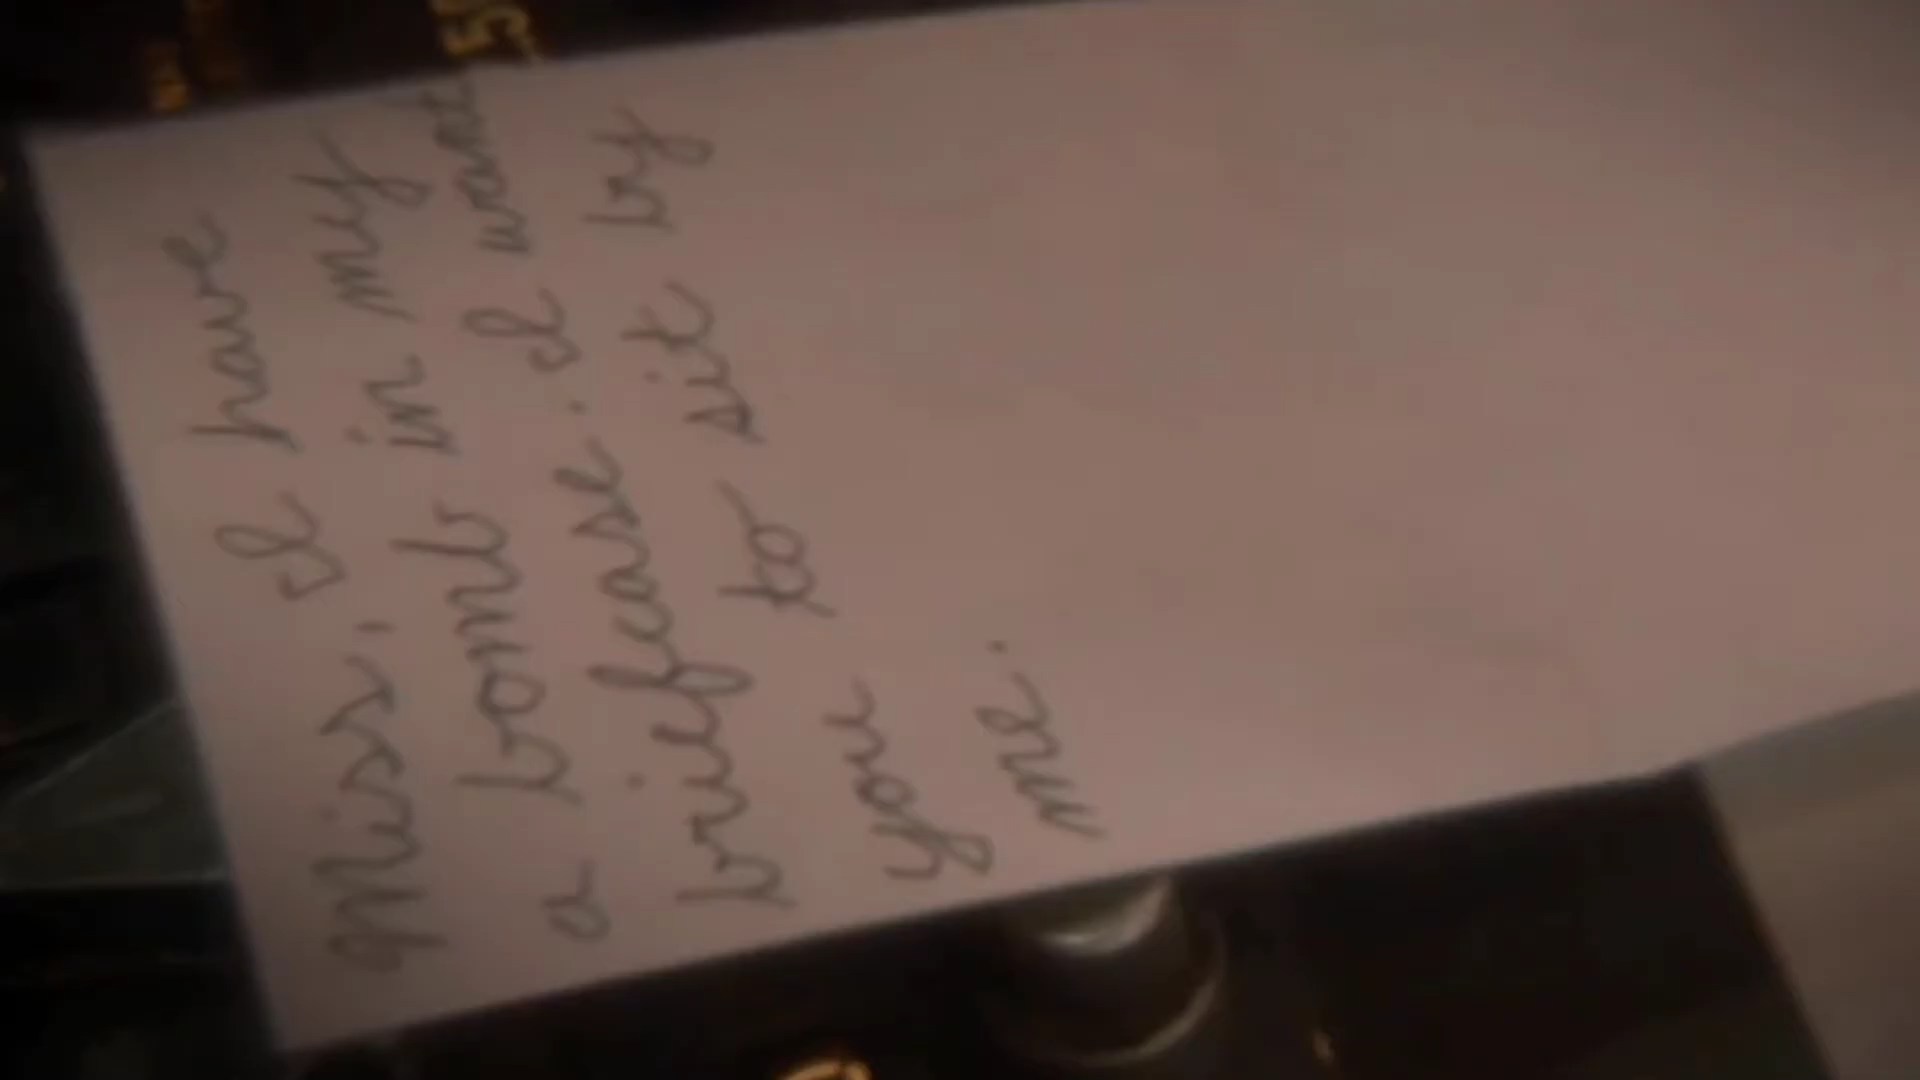 Miss, I have
a bomb in my
briefcase. I want
you to sit by
me.